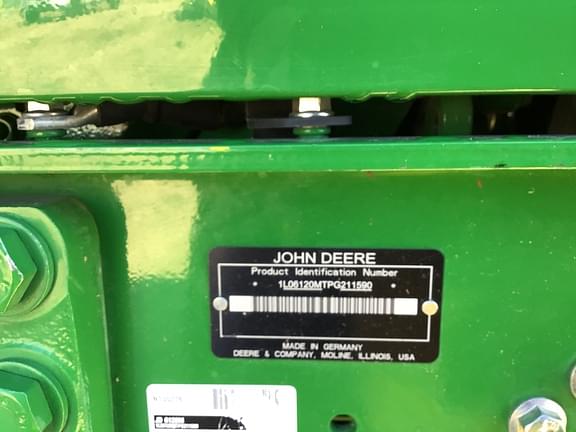 JOHN DEERE
Product Identification Number
1L06120MTPG211590
MADE IN GERMANY
DEERE & COMPANY, MOLINE, ILLINOIS, USA